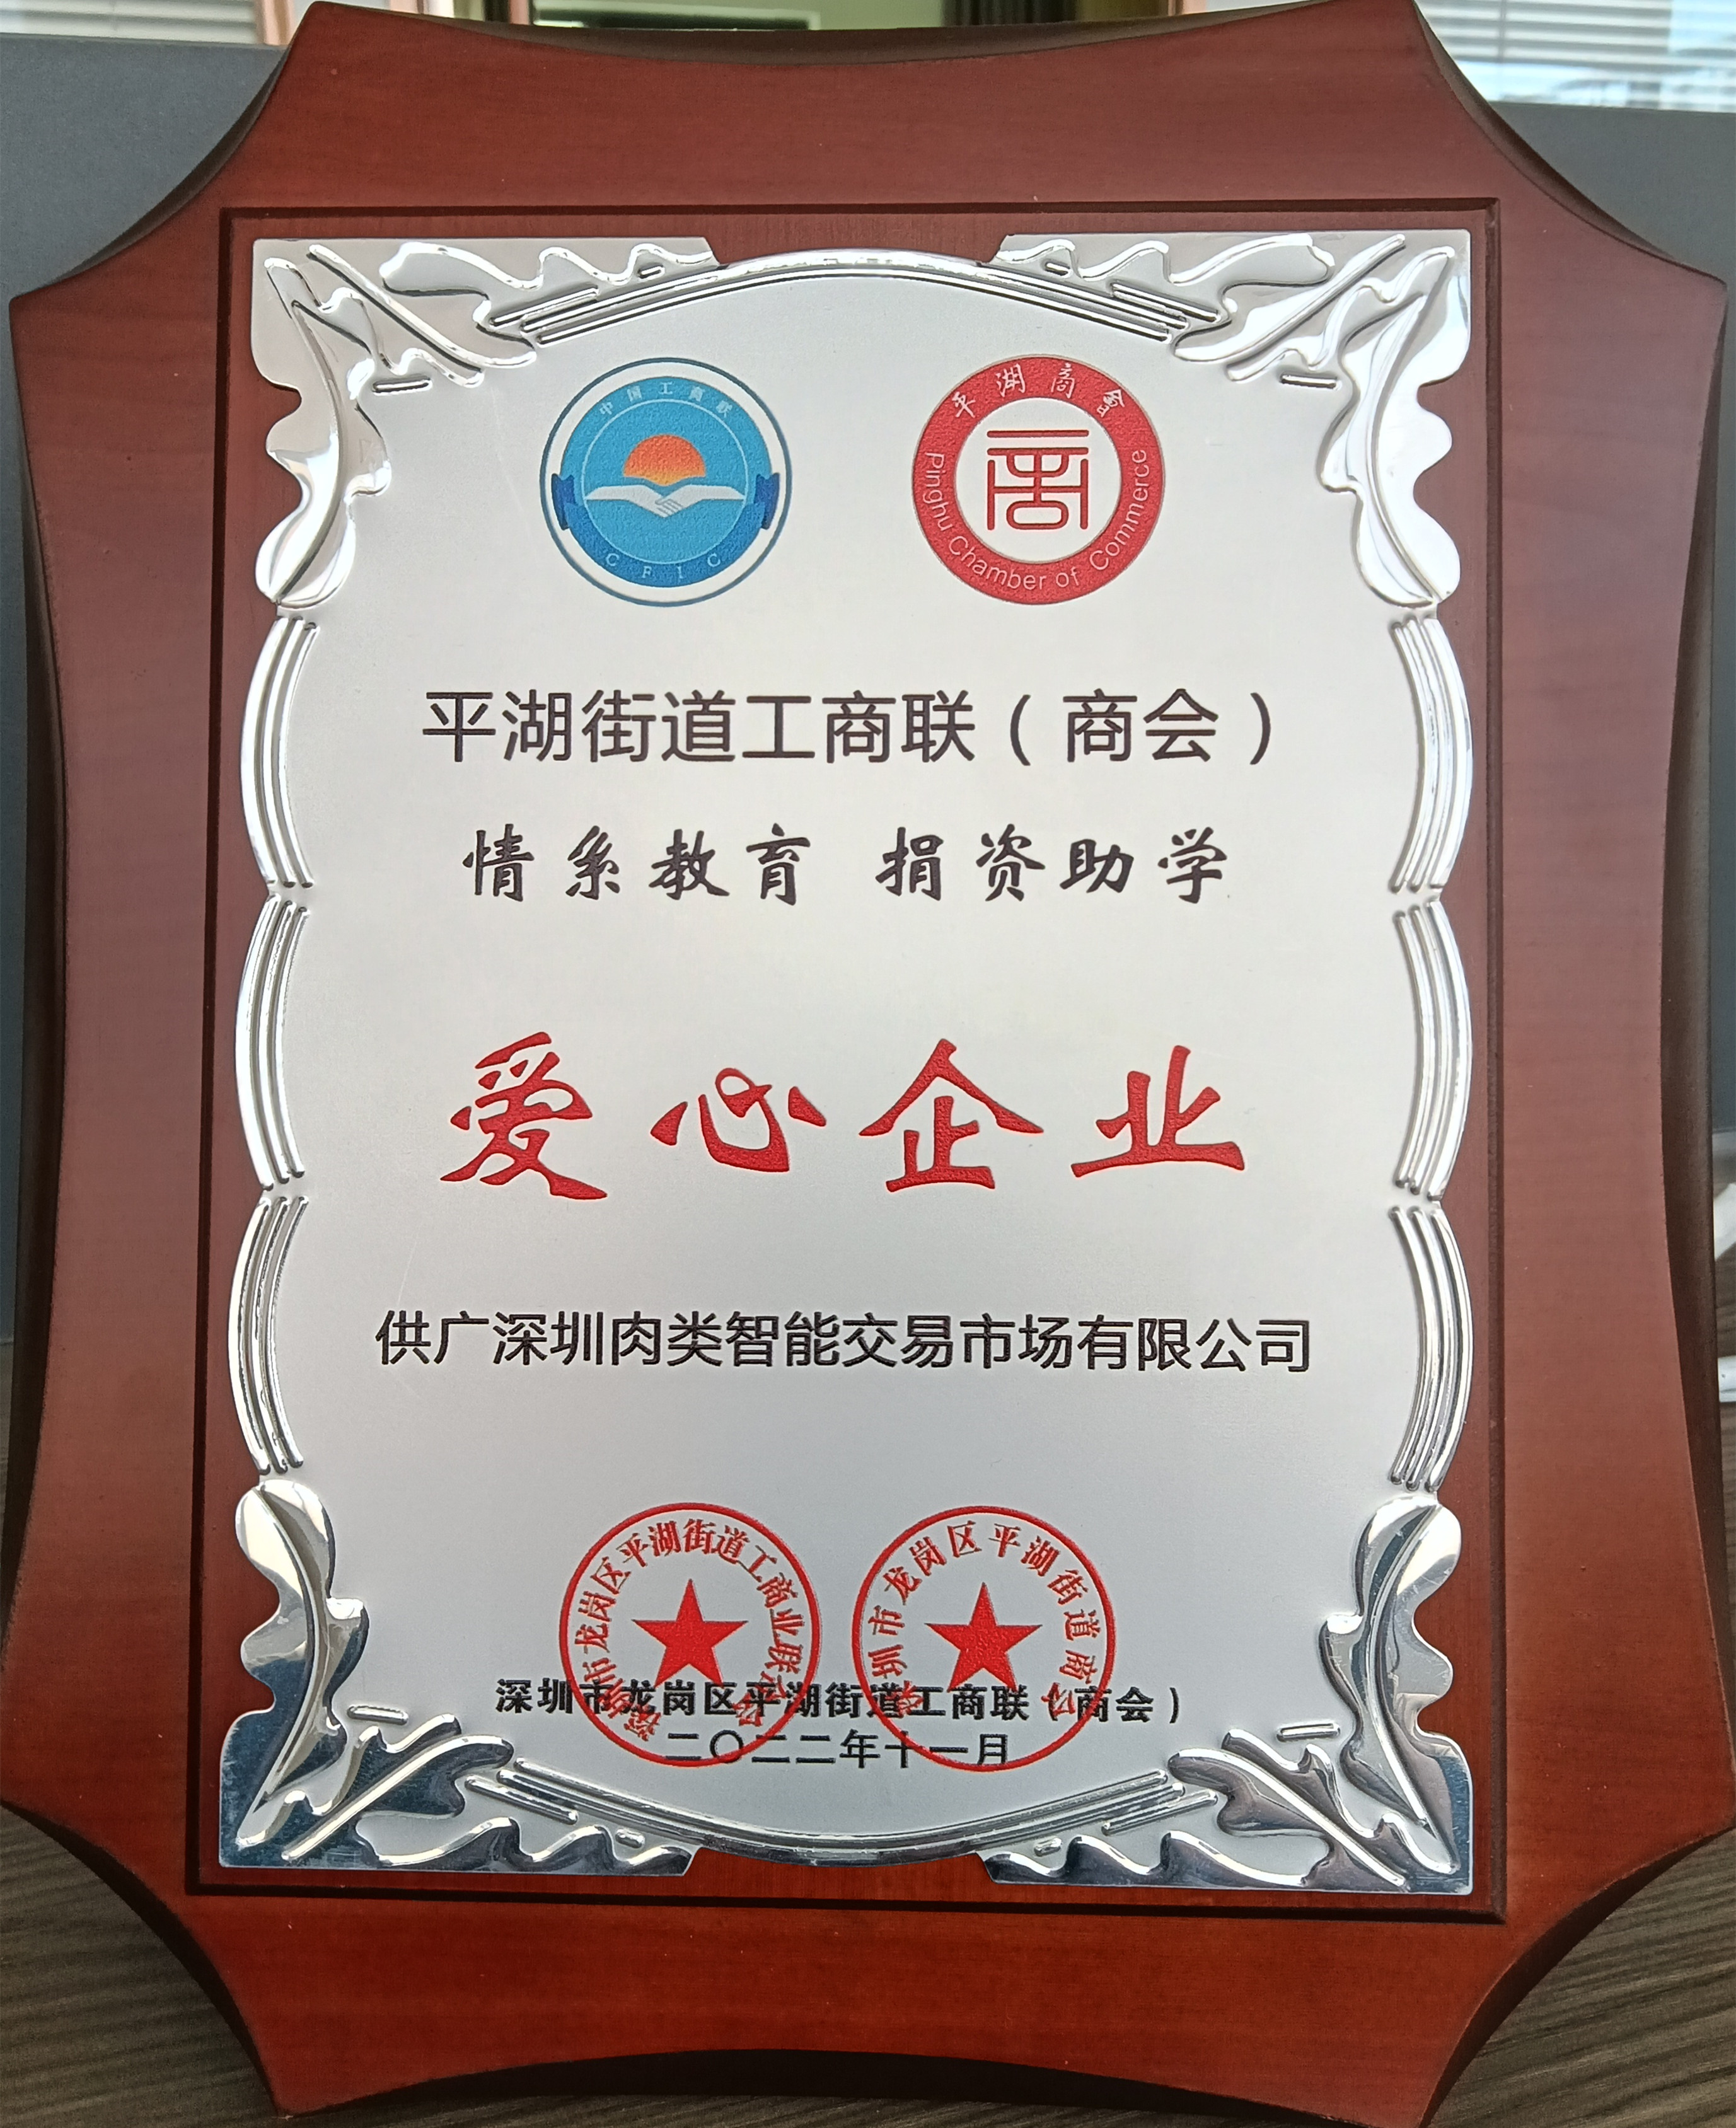 中国工商联
CFIC
平湖商會
Pinghu Chamber of Commerce
平湖街道工商联(商会)
情系教育 捐资助学
爱心企业
供广深圳肉类智能交易市场有限公司
深圳市龙岗区平湖街道工商业联合会
深圳市龙岗区平湖街道商会
深圳市龙岗区平湖街道工商联(商会)
二〇二二年十一月